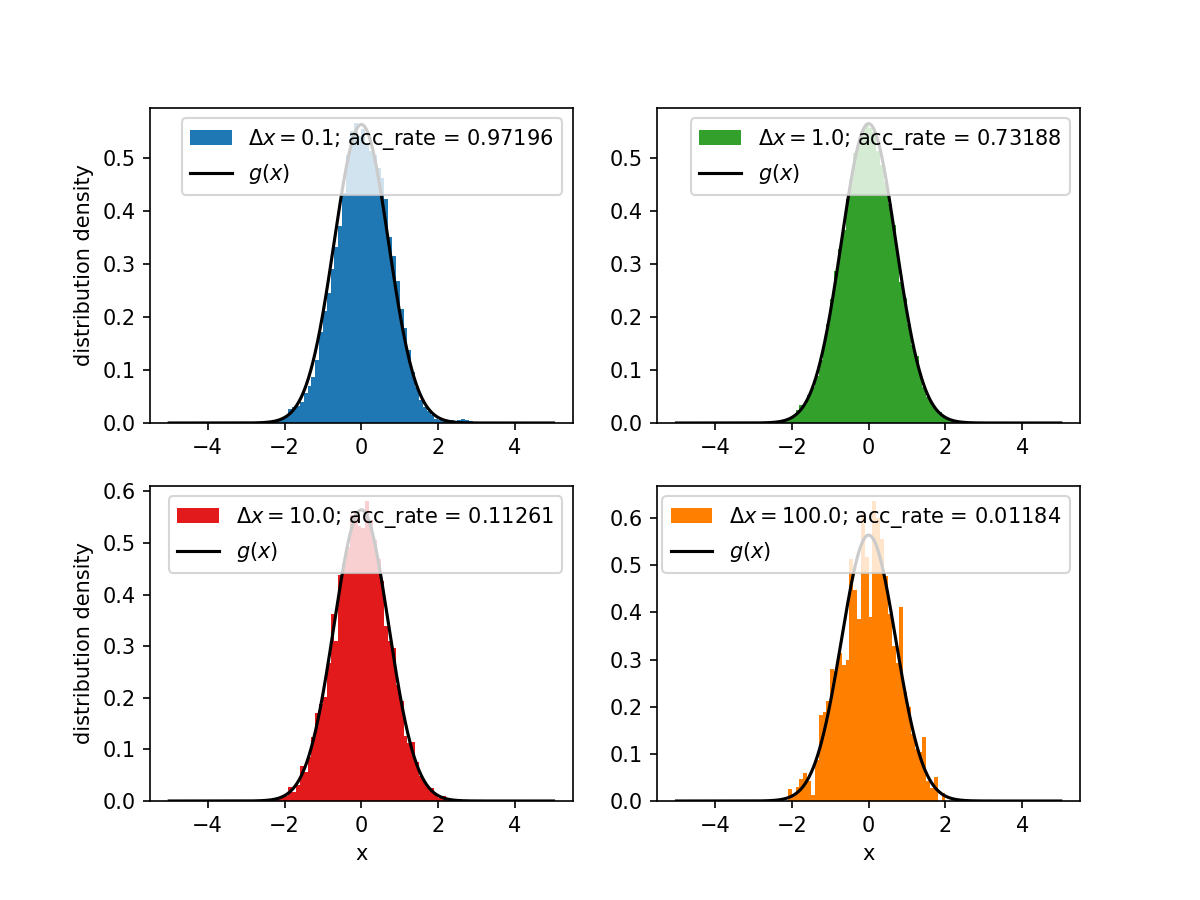 Δx = 0.1; acc_rate = 0.97196
g(x)
distribution density
0.5
0.4
0.3
0.2
0.1
0.0
−4 −2 0 2 4
Δx = 1.0; acc_rate = 0.73188
g(x)
0.5
0.4
0.3
0.2
0.1
0.0
−4 −2 0 2 4
Δx = 10.0; acc_rate = 0.11261
g(x)
distribution density
0.6
0.5
0.4
0.3
0.2
0.1
0.0
−4 −2 0 2 4
x
Δx = 100.0; acc_rate = 0.01184
g(x)
0.6
0.5
0.4
0.3
0.2
0.1
0.0
−4 −2 0 2 4
x